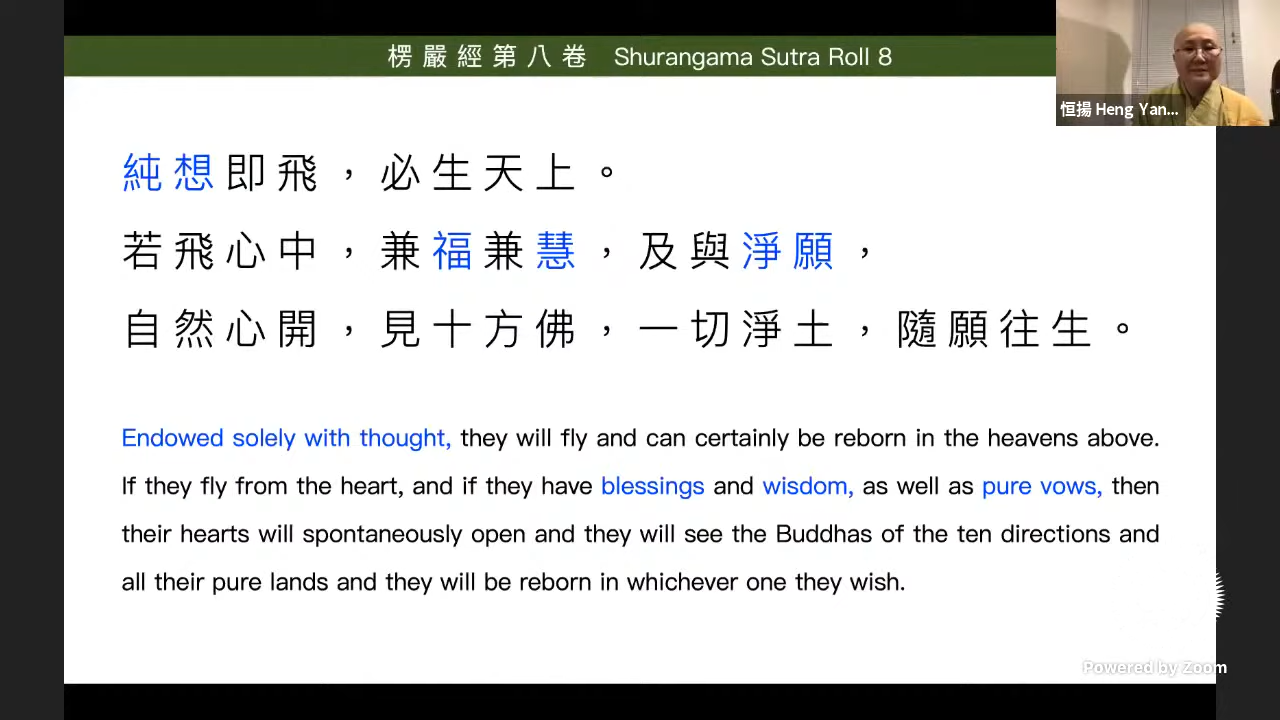 楞嚴經第八卷 Shurangama Sutra Roll 8
恒揚 Heng Yan...
純想即飛，必生天上。
若飛心中，兼福兼慧，及與淨願，
自然心開，見十方佛，一切淨土，隨願往生。
Endowed solely with thought, they will fly and can certainly be reborn in the heavens above.
If they fly from the heart, and if they have blessings and wisdom, as well as pure vows, then
their hearts will spontaneously open and they will see the Buddhas of the ten directions and
all their pure lands and they will be reborn in whichever one they wish.
Powered by Zoom